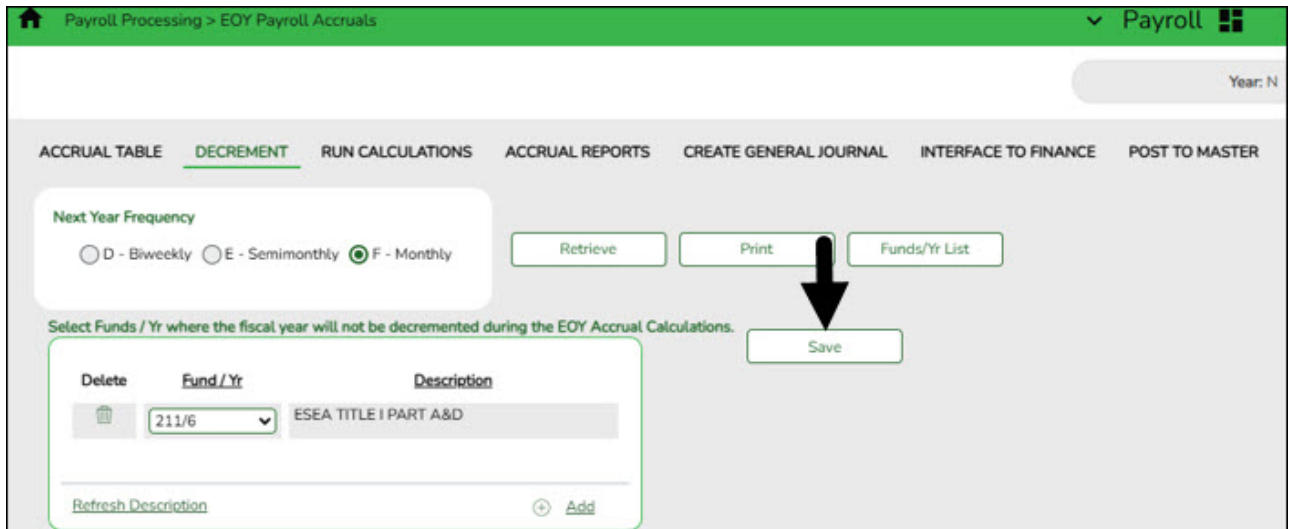 Payroll Processing > EOY Payroll Accruals
Payroll
Year: N
ACCRUAL TABLE DECREMENT RUN CALCULATIONS ACCRUAL REPORTS CREATE GENERAL JOURNAL INTERFACE TO FINANCE POST TO MASTER
Next Year Frequency
D - Biweekly E - Semimonthly F - Monthly
Retrieve Print Funds/Yr List
Select Funds / Yr where the fiscal year will not be decremented during the EOY Accrual Calculations.
Save
Delete Fund / Yr Description
211/6 ESEA TITLE I PART A&D
Refresh Description Add